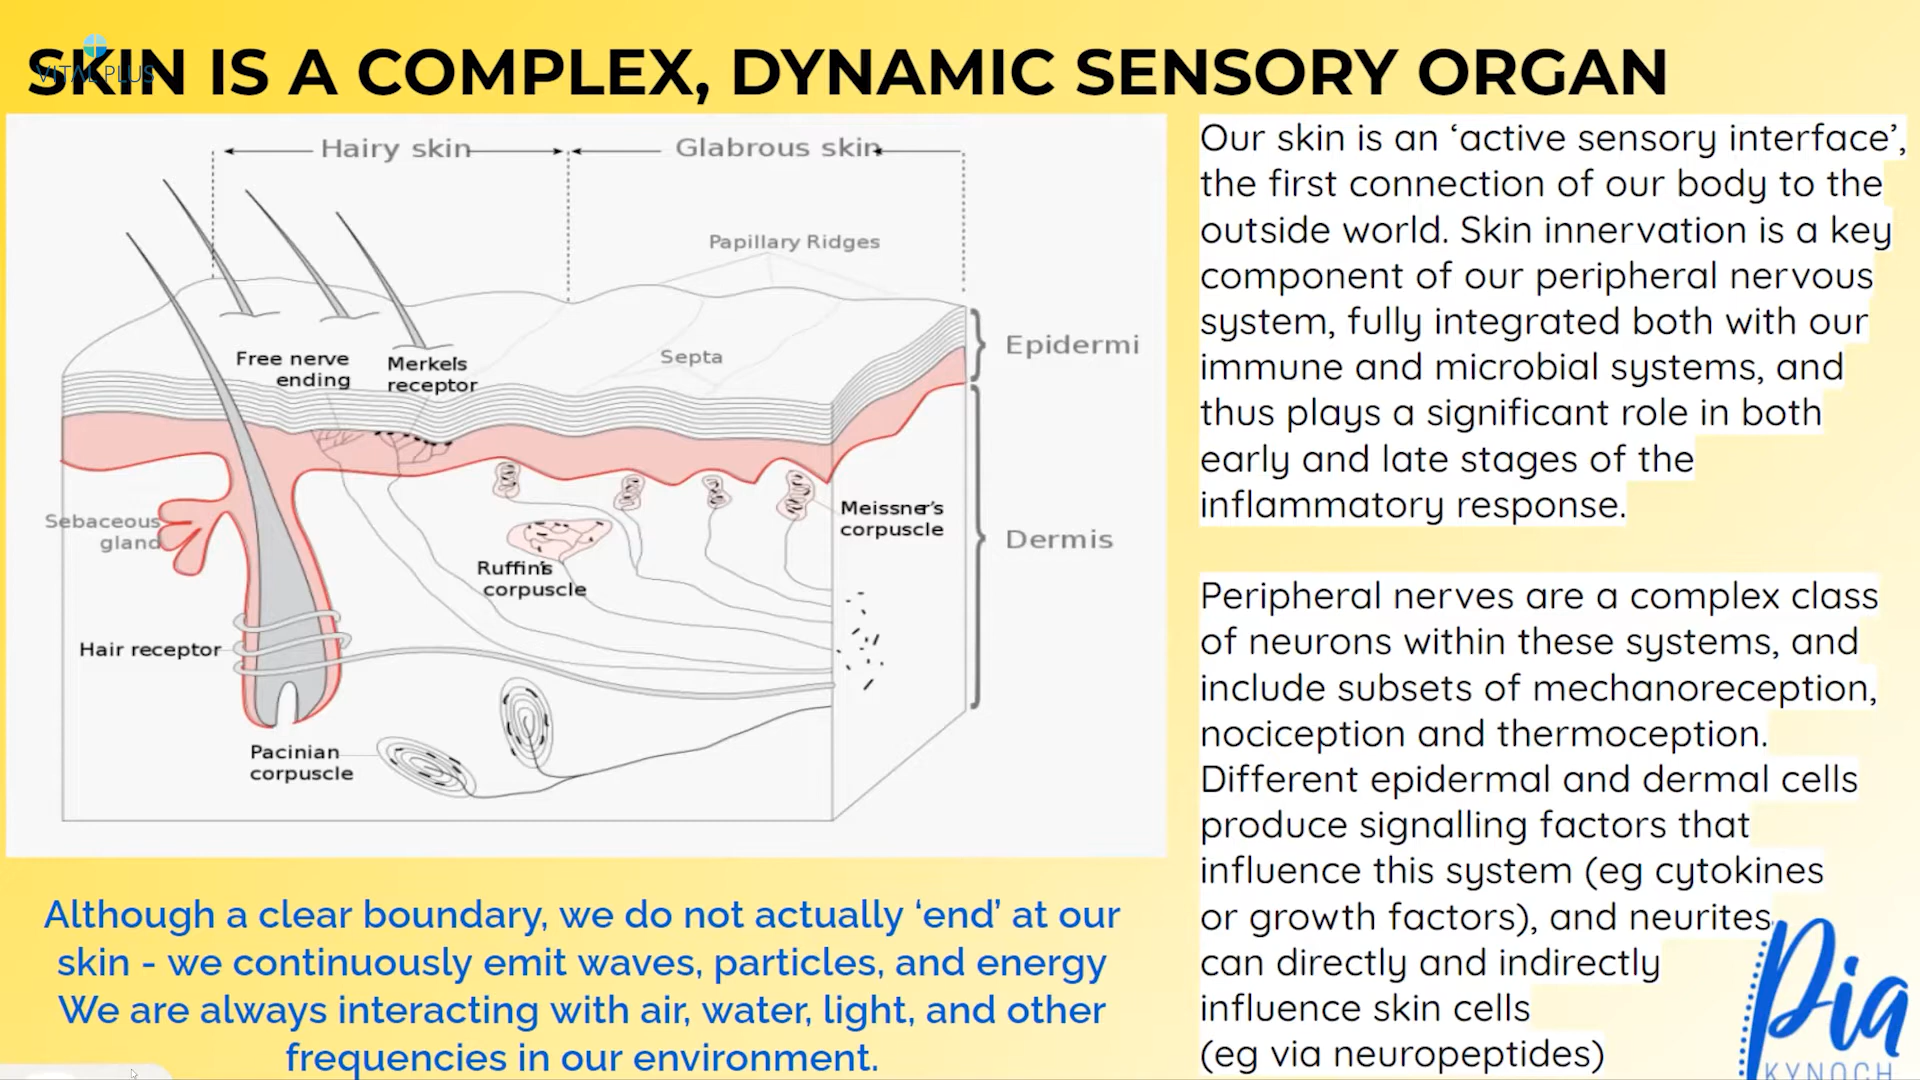 SKIN IS A COMPLEX, DYNAMIC SENSORY ORGAN
VITAL PLUS
Hairy skin
Glabrous skin
Papillary Ridges
Free nerve
ending
Merkel's
receptor
Septa
Epidermi
Sebaceous
gland
Meissner's
corpuscle
Dermis
Ruffini's
corpuscle
Hair receptor
Pacinian
corpuscle
Although a clear boundary, we do not actually ‘end’ at our
skin - we continuously emit waves, particles, and energy
We are always interacting with air, water, light, and other
frequencies in our environment.
Our skin is an ‘active sensory interface’,
the first connection of our body to the
outside world. Skin innervation is a key
component of our peripheral nervous
system, fully integrated both with our
immune and microbial systems, and
thus plays a significant role in both
early and late stages of the
inflammatory response.
Peripheral nerves are a complex class
of neurons within these systems, and
include subsets of mechanoreception,
nociception and thermoception.
Different epidermal and dermal cells
produce signalling factors that
influence this system (eg cytokines
or growth factors), and neurites
can directly and indirectly
influence skin cells
(eg via neuropeptides)
Pia
KYNOCH